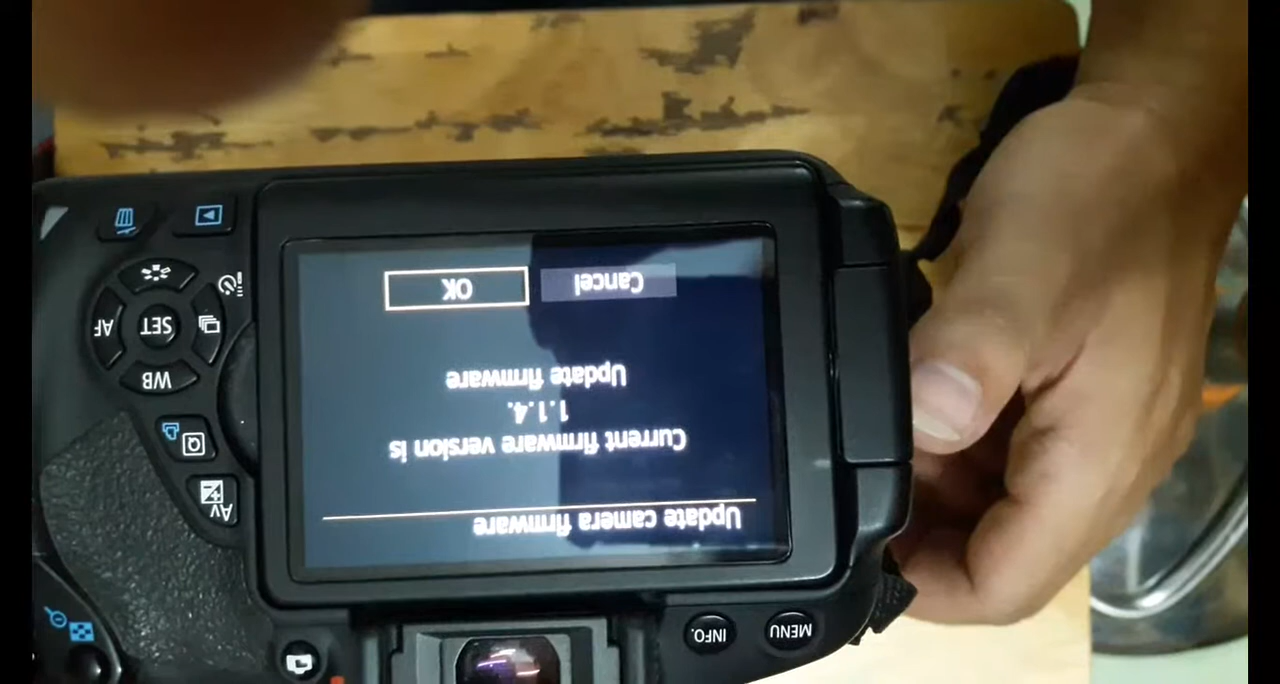 MENU
INFO.
Update camera firmware
Current firmware version is
1.1.4.
Update firmware
Cancel
OK
Av
Q
WB
AF
SET